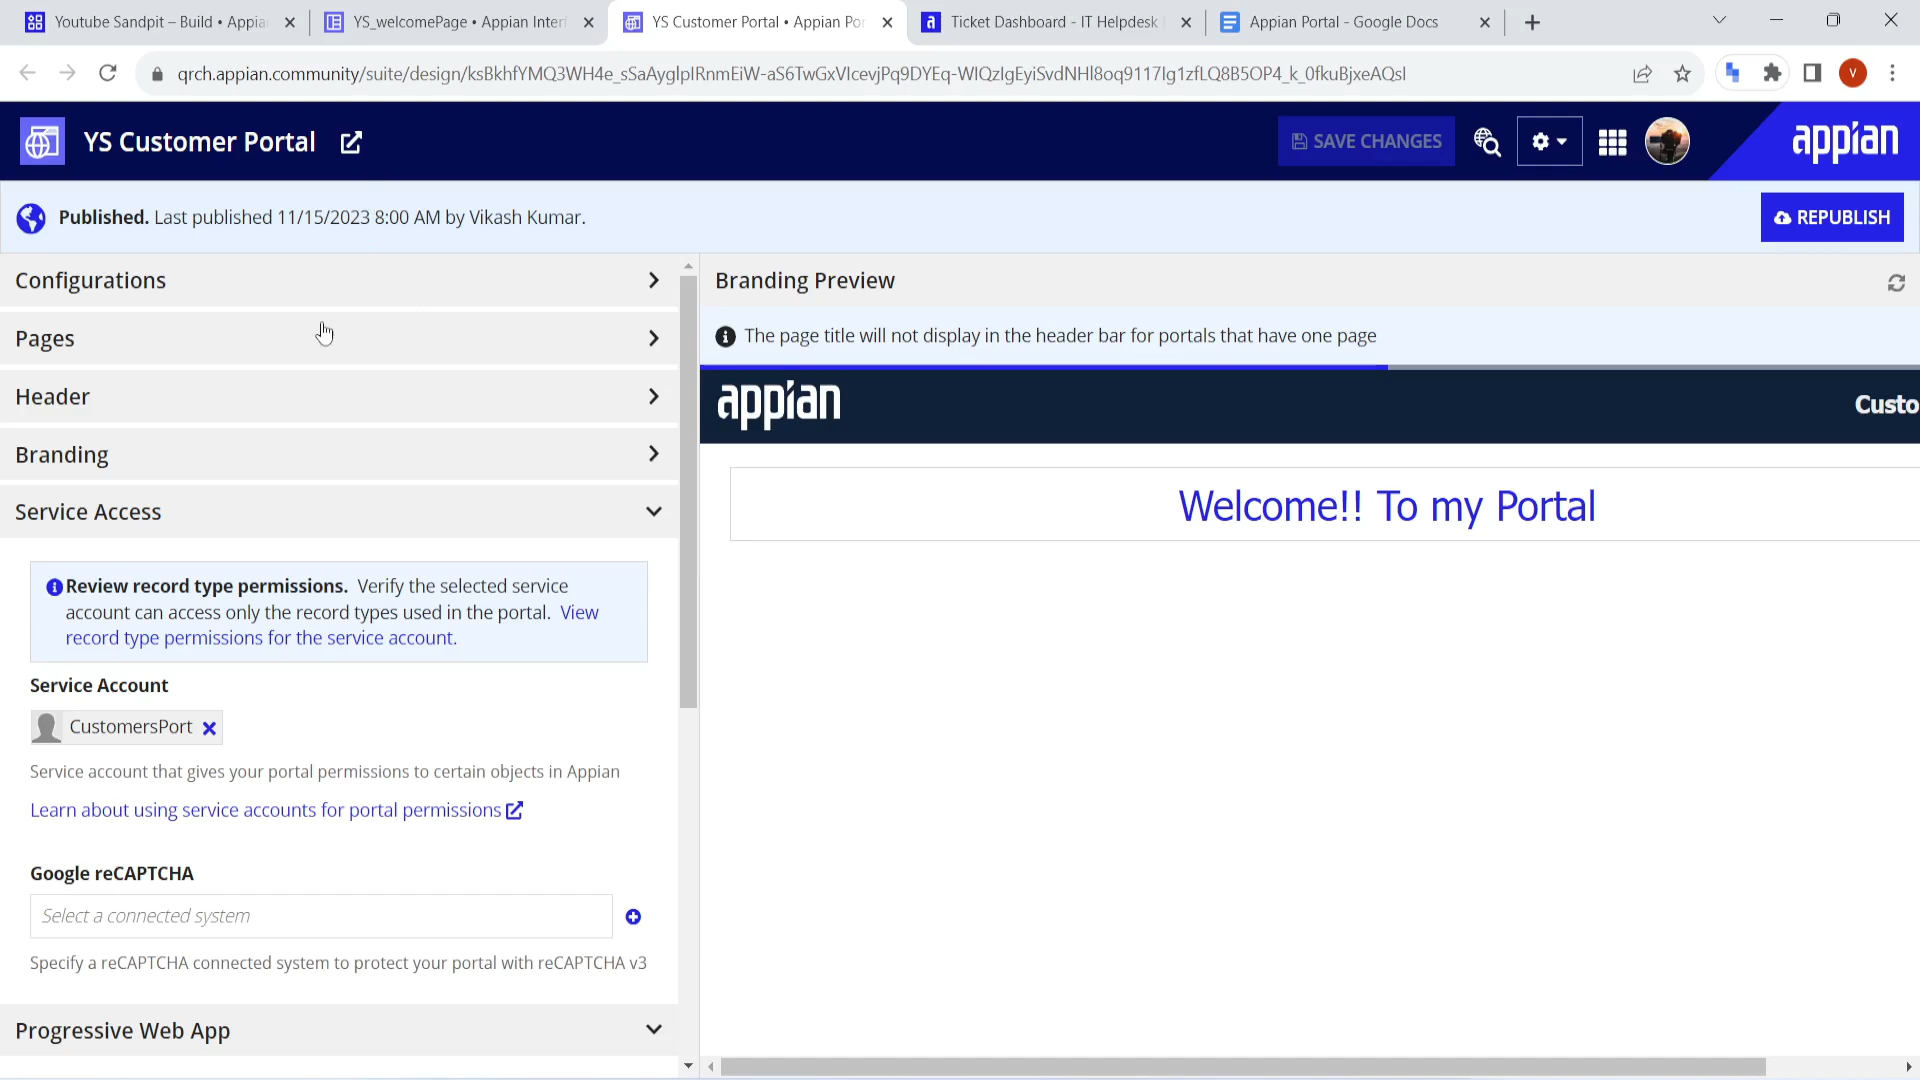 Youtube Sandpit – Build • Appia
YS_welcomePage • Appian Inter
YS Customer Portal • Appian Por
Ticket Dashboard - IT Helpdesk
Appian Portal - Google Docs
qrch.appian.community/suite/design/ksBkhfYMQ3WH4e_sSaAyglpIRnmEiW-aS6TwGxVIcevjPq9DYEq-WIQzIgEyiSvdNHl8oq9117Ig1zfLQ8B5OP4_k_0fkuBjxeAQsI
V
YS Customer Portal
SAVE CHANGES
appian
Published. Last published 11/15/2023 8:00 AM by Vikash Kumar.
REPUBLISH
Configurations
Pages
Header
Branding
Service Access
Review record type permissions. Verify the selected service
account can access only the record types used in the portal. View
record type permissions for the service account.
Service Account
CustomersPort
Service account that gives your portal permissions to certain objects in Appian
Learn about using service accounts for portal permissions
Google reCAPTCHA
Select a connected system
Specify a reCAPTCHA connected system to protect your portal with reCAPTCHA v3
Progressive Web App
Branding Preview
The page title will not display in the header bar for portals that have one page
appian
Custo
Welcome!! To my Portal